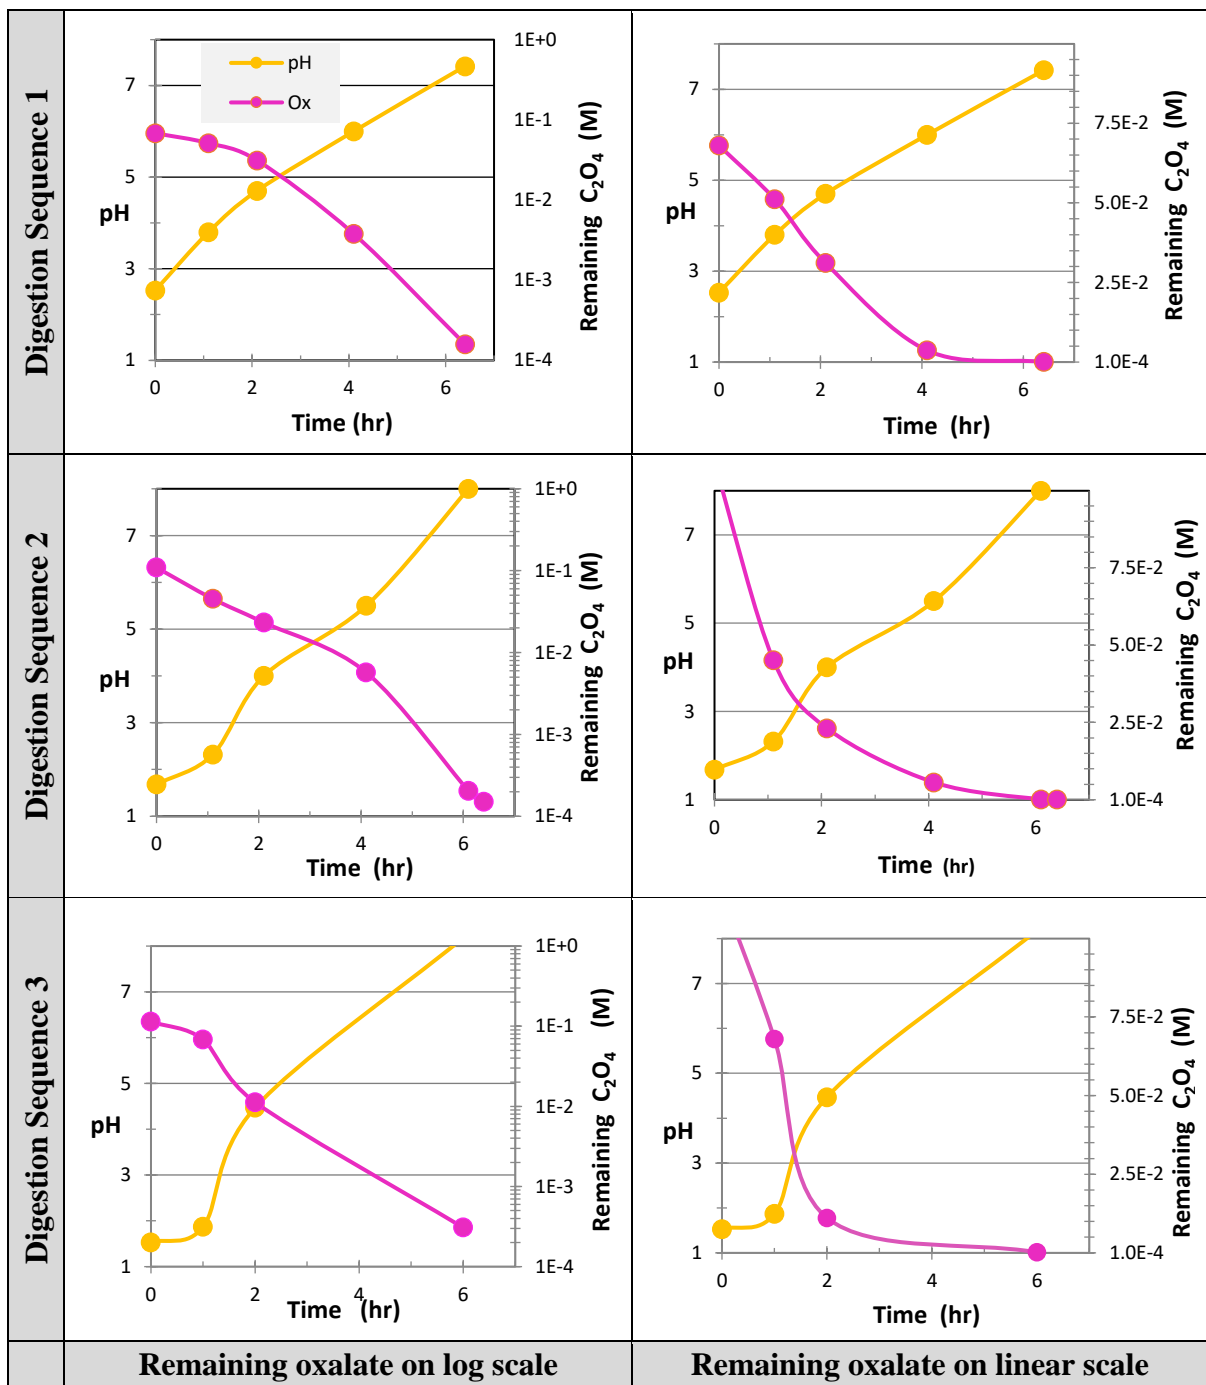 Digestion Sequence 1
pH
Ox
7
5
3
1
pH
0 2 4 6
Time (hr)
1E+0
1E-1
1E-2
1E-3
1E-4
Remaining C₂O₄ (M)
7
5
3
1
pH
0 2 4 6
Time (hr)
7.5E-2
5.0E-2
2.5E-2
1.0E-4
Remaining C₂O₄ (M)
Digestion Sequence 2
7
5
3
1
pH
0 2 4 6
Time (hr)
1E+0
1E-1
1E-2
1E-3
1E-4
Remaining C₂O₄ (M)
7
5
3
1
pH
0 2 4 6
Time (hr)
7.5E-2
5.0E-2
2.5E-2
1.0E-4
Remaining C₂O₄ (M)
Digestion Sequence 3
7
5
3
1
pH
0 2 4 6
Time (hr)
1E+0
1E-1
1E-2
1E-3
1E-4
Remaining C₂O₄ (M)
7
5
3
1
pH
0 2 4 6
Time (hr)
7.5E-2
5.0E-2
2.5E-2
1.0E-4
Remaining C₂O₄ (M)
Remaining oxalate on log scale
Remaining oxalate on linear scale